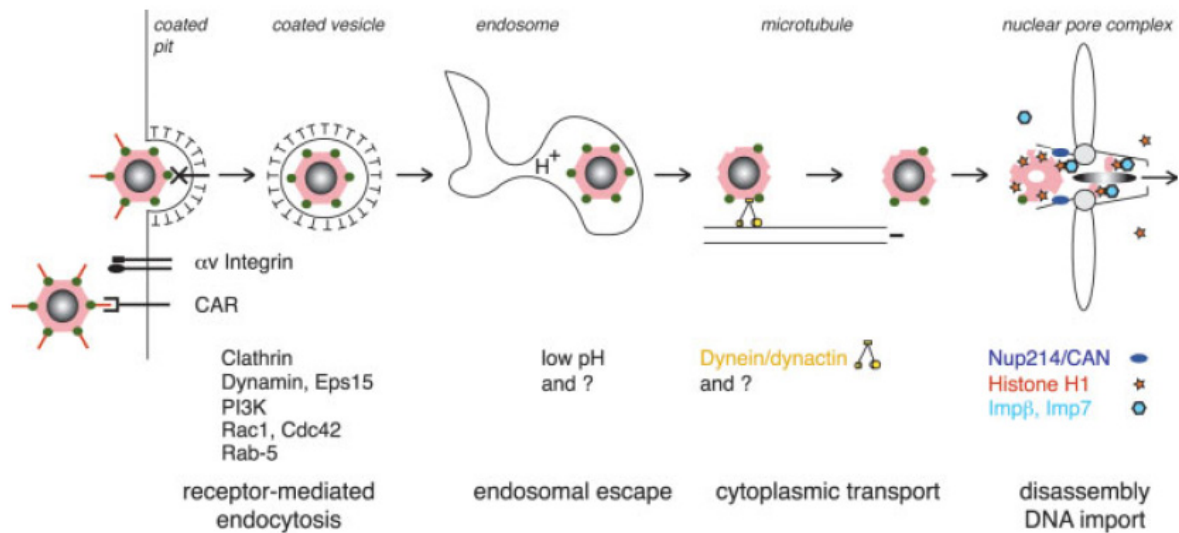 coated
pit
coated vesicle
endosome
microtubule
nuclear pore complex
H+
αv Integrin
CAR
Clathrin
Dynamin, Eps15
PI3K
Rac1, Cdc42
Rab-5
low pH
and ?
Dynein/dynactin
and ?
Nup214/CAN
Histone H1
Impβ, Imp7
receptor-mediated
endocytosis
endosomal escape
cytoplasmic transport
disassembly
DNA import